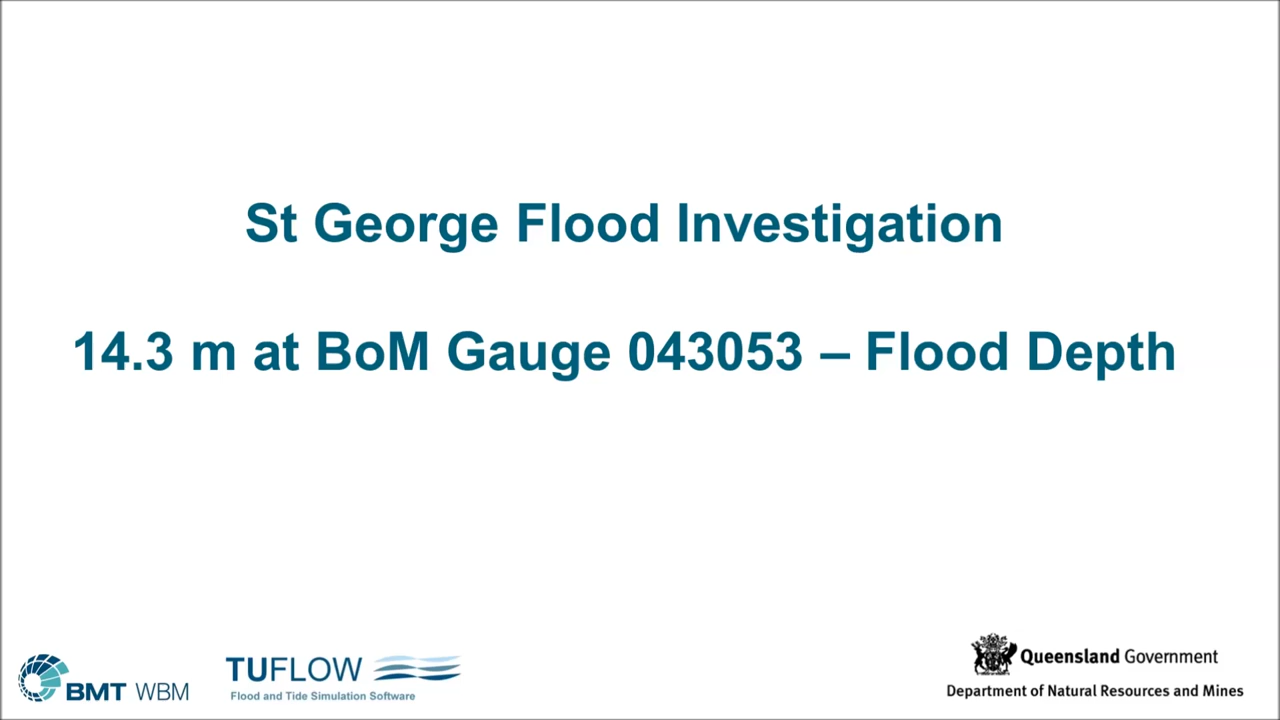 St George Flood Investigation
14.3 m at BoM Gauge 043053 – Flood Depth
BMT WBM
TUFLOW
Flood and Tide Simulation Software
Queensland Government
Department of Natural Resources and Mines